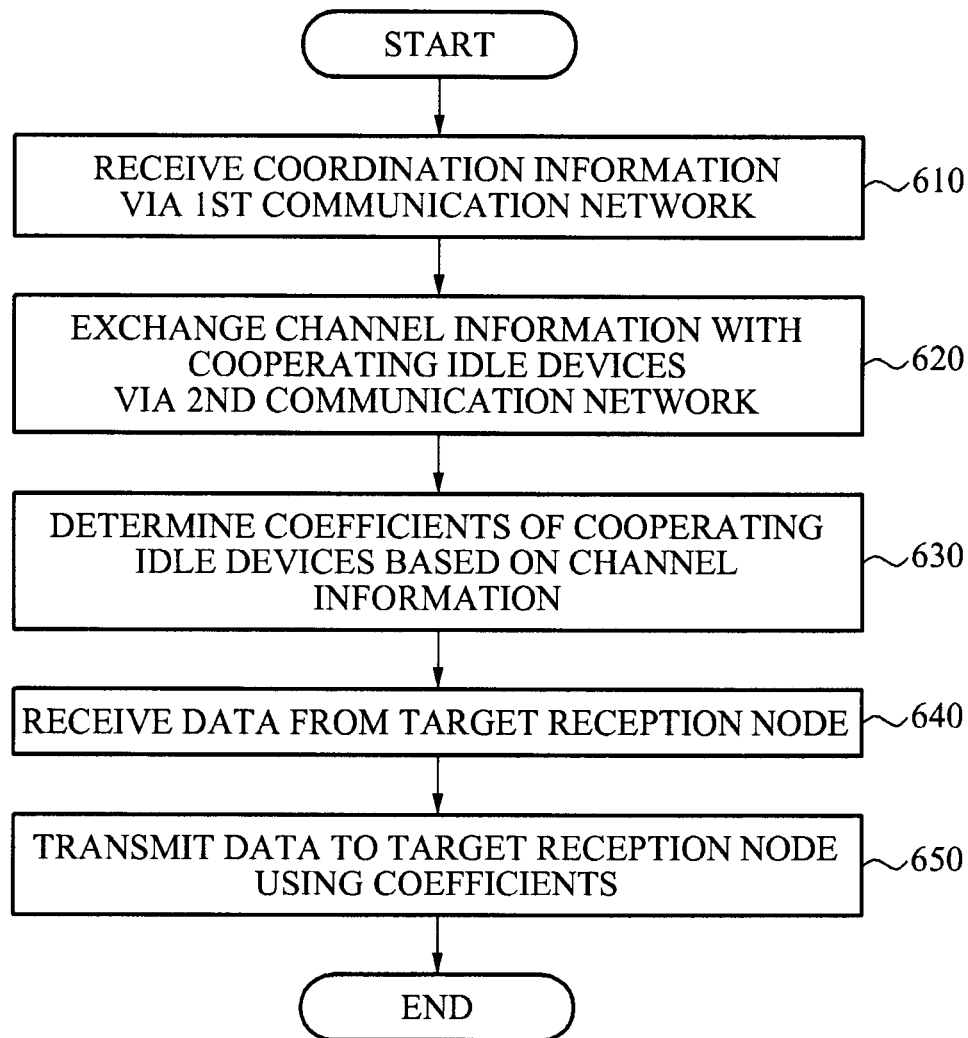 START
RECEIVE COORDINATION INFORMATION
VIA 1ST COMMUNICATION NETWORK
610
EXCHANGE CHANNEL INFORMATION WITH
COOPERATING IDLE DEVICES
VIA 2ND COMMUNICATION NETWORK
620
DETERMINE COEFFICIENTS OF COOPERATING
IDLE DEVICES BASED ON CHANNEL
INFORMATION
630
RECEIVE DATA FROM TARGET RECEPTION NODE
640
TRANSMIT DATA TO TARGET RECEPTION NODE
USING COEFFICIENTS
650
END